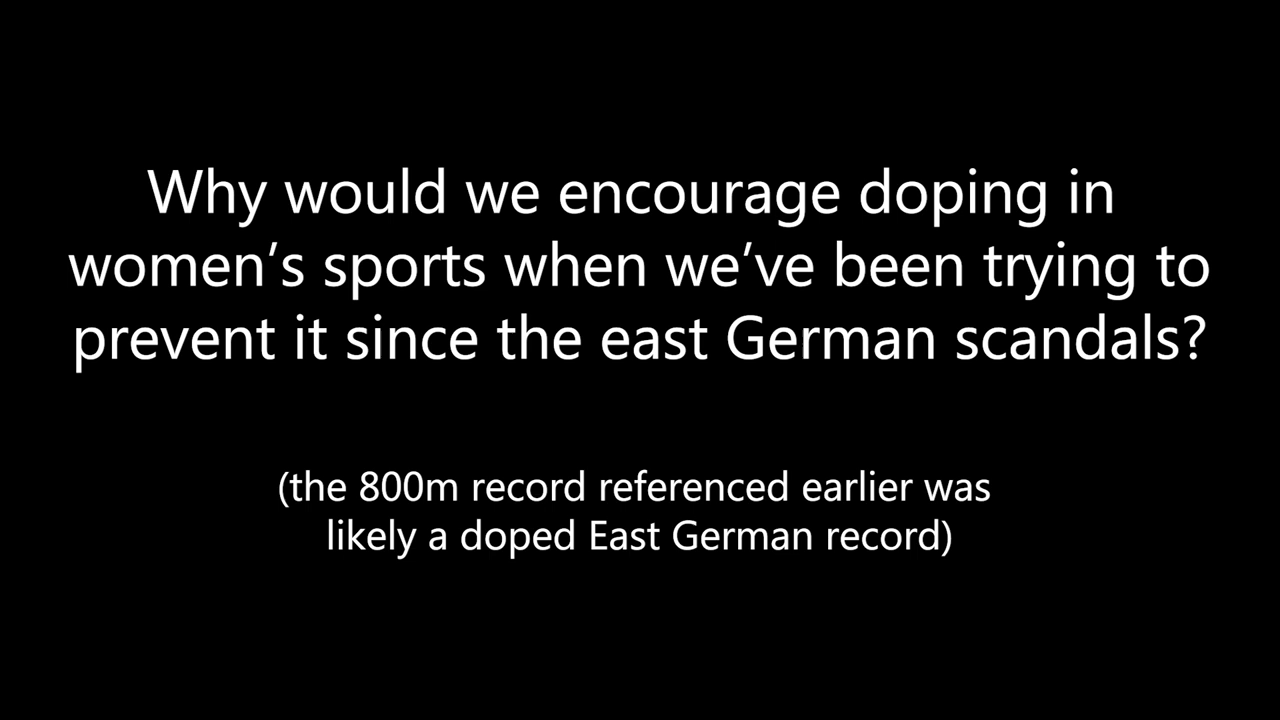 Why would we encourage doping in
women's sports when we've been trying to
prevent it since the east German scandals?
(the 800m record referenced earlier was
likely a doped East German record)